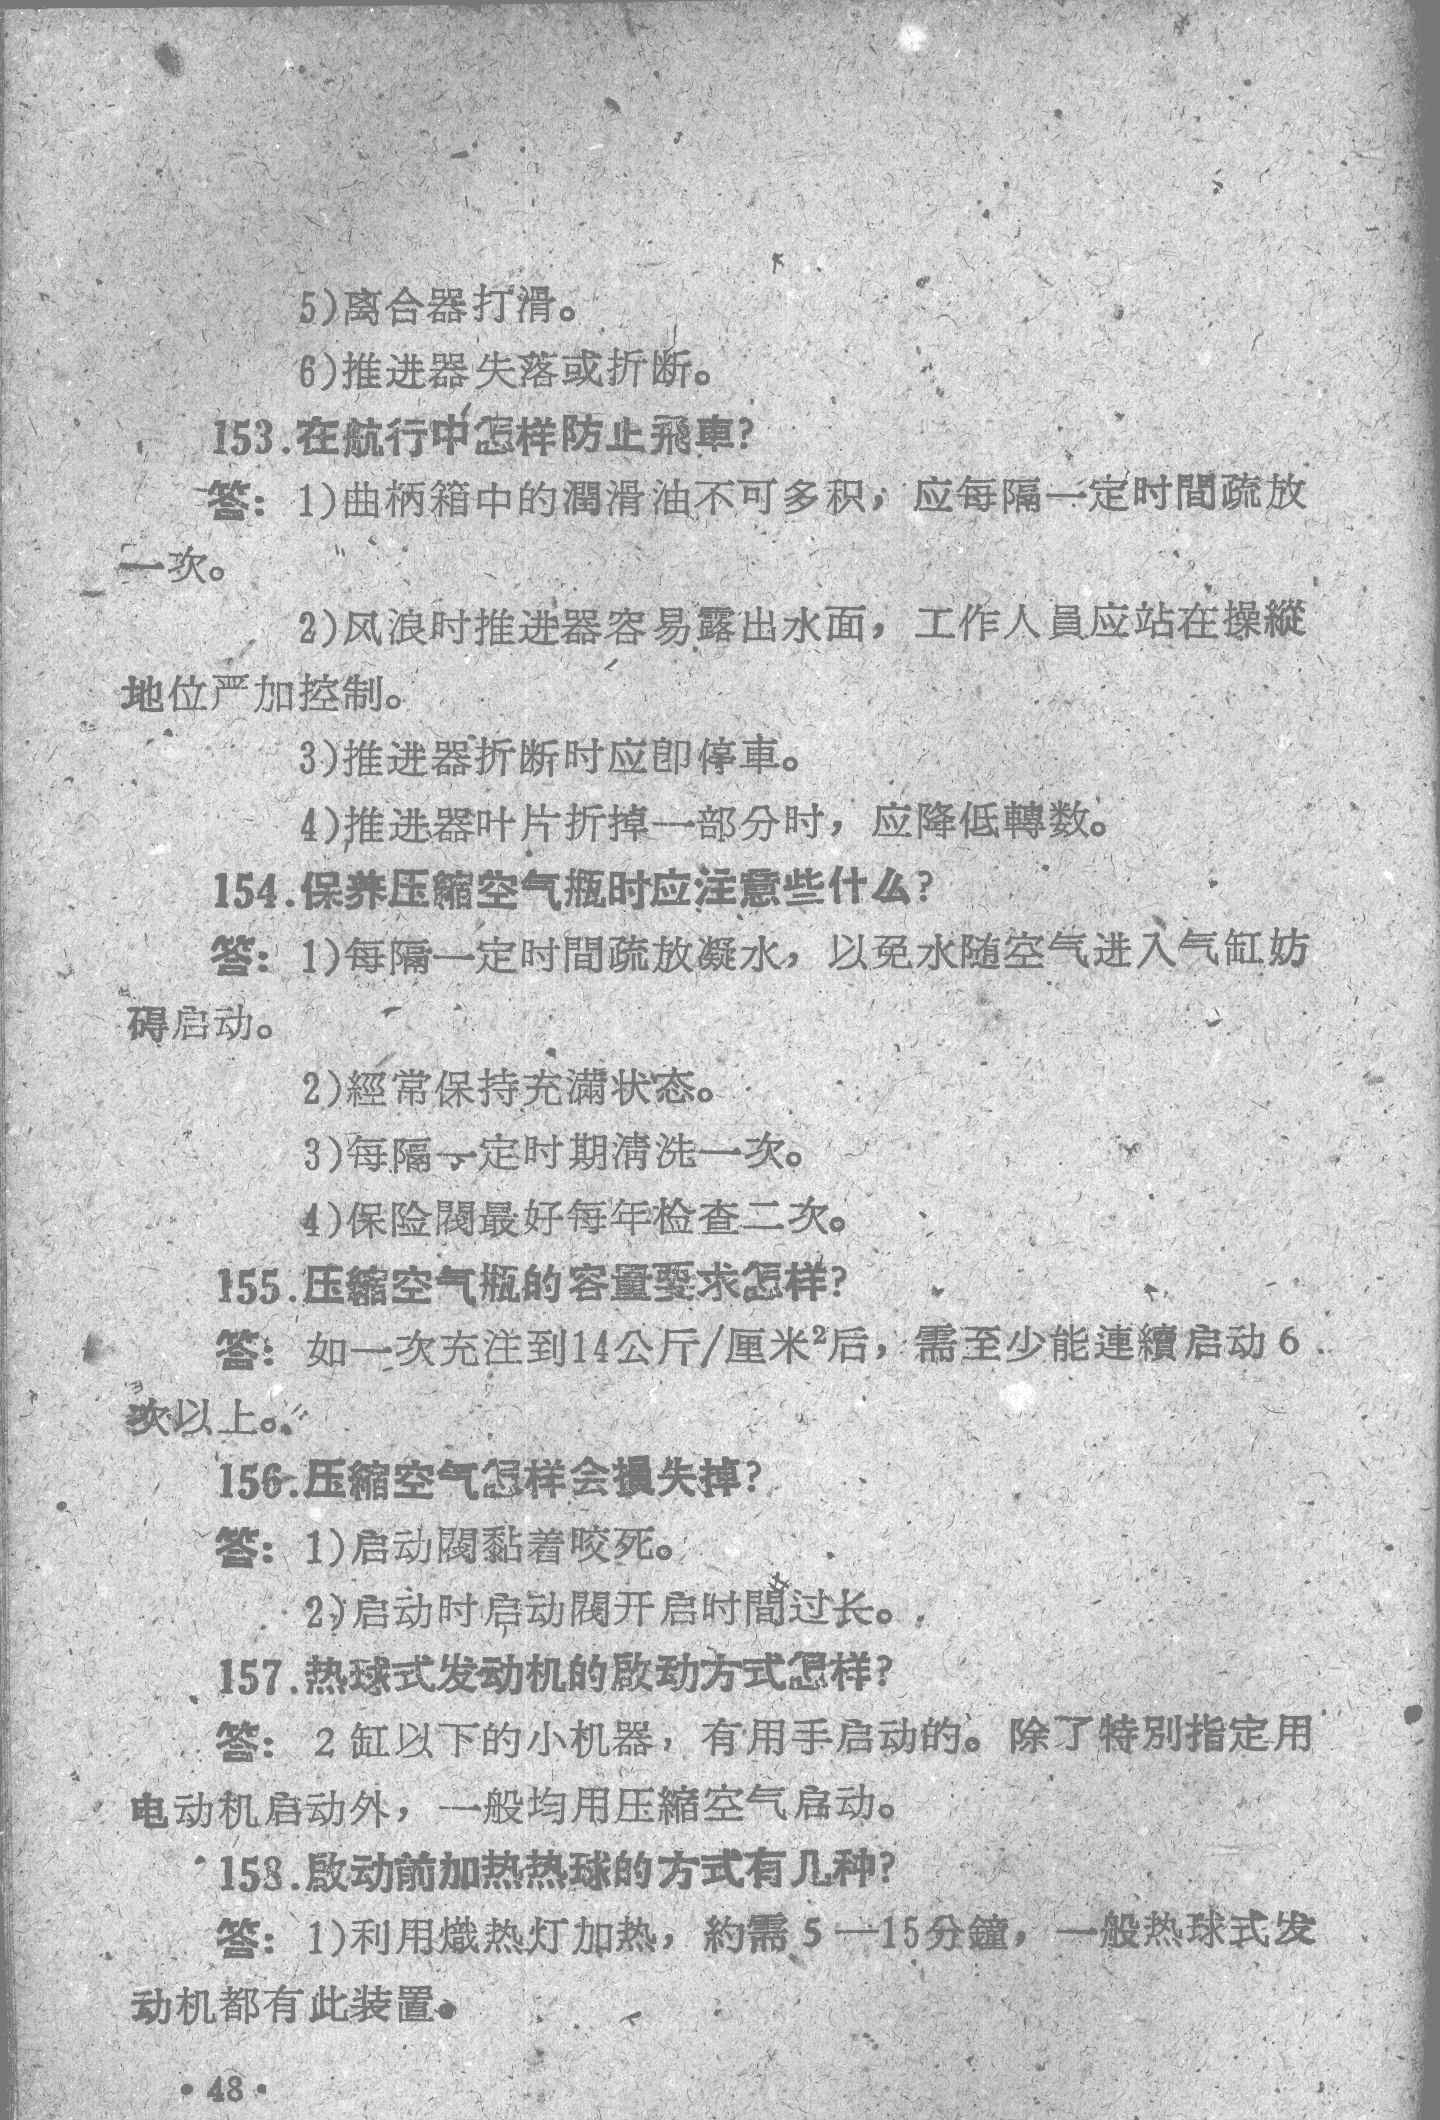 5)离合器打滑。
6)推进器失落或折断。
153.在航行中怎样防止飛車?
答: 1)曲柄箱中的潤滑油不可多积，应每隔一定时間疏放
一次。
2)风浪时推进器容易露出水面，工作人員应站在操縱
地位严加控制。
3)推进器折断时应卽停車。
4)推进器叶片折掉一部分时，应降低轉数。
154.保养压縮空气瓶时应注意些什么?
答: 1)每隔一定时間疏放凝水，以免水随空气进入气缸妨
碍启动。
2)經常保持充滿状态。
3)每隔一定时期清洗一次。
4)保险閥最好每年检查二次。
155.压縮空气瓶的容量要求怎样?
答: 如一次充注到14公斤/厘米²后，需至少能連續启动6
次以上。
156.压縮空气怎样会損失掉?
答: 1)启动閥黏着咬死。
2)启动时启动閥开启时間过长。
157.热球式发动机的啟动方式怎样?
答: 2缸以下的小机器，有用手启动的。除了特別指定用
电动机启动外，一般均用压縮空气启动。
158.啟动前加热热球的方式有几种?
答: 1)利用熾热灯加热，約需5—15分鐘，一般热球式发
动机都有此装置。
·48·